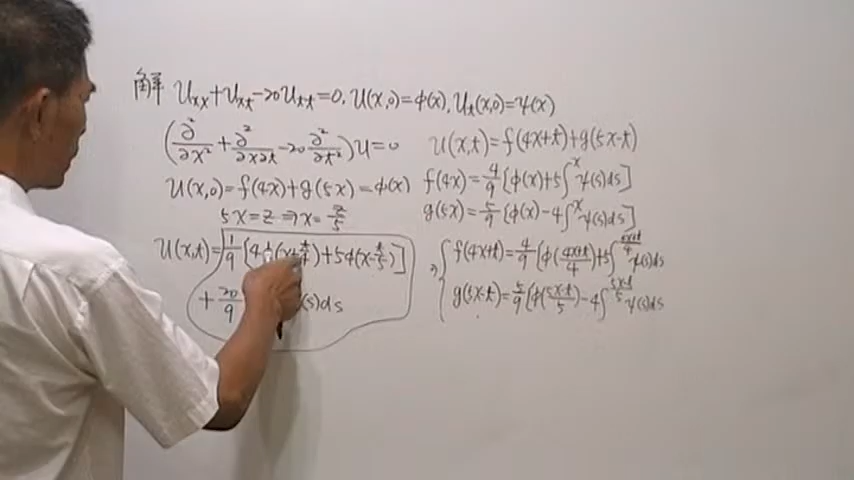 解 Uxx+Uxt-20Utt=0, U(x,0)=ϕ(x), Ut(x,0)=ψ(x)
(∂²/∂x²+∂²/∂x∂t-20∂²/∂t²)U=0
U(x,t)=f(4x+t)+g(5x-t)
U(x,0)=f(4x)+g(5x)=ϕ(x)
f(4x)=4/9[ϕ(x)+5∫^x ψ(s)ds]
5x=z ⇒x=z/5
g(5x)=5/9[ϕ(x)-4∫^x ψ(s)ds]
U(x,t)=1/9[4ϕ(x+t/4)+5ϕ(x-t/5)]
+20/9 ψ(s)ds
⇒{f(4x+t)=4/9[ϕ((4x+t)/4)+5∫^((4x+t)/4) ψ(s)ds
g(5x-t)=5/9[ϕ((5x-t)/5)-4∫^((5x-t)/5) ψ(s)ds